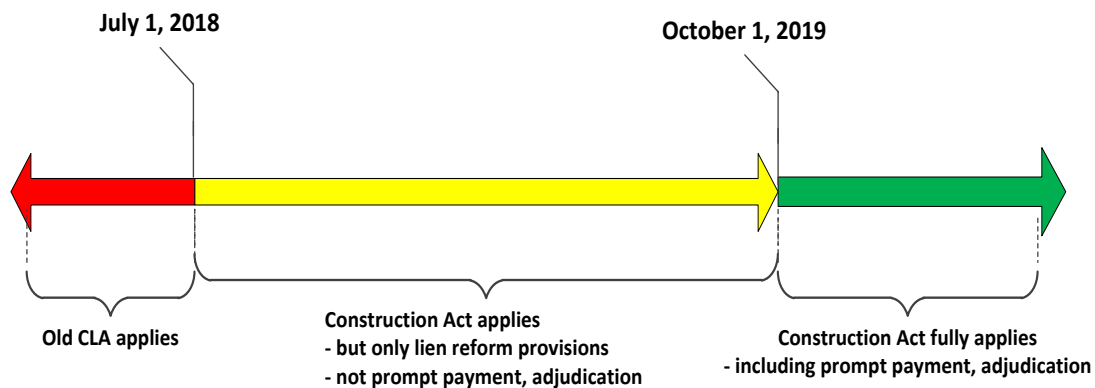 July 1, 2018
October 1, 2019
Old CLA applies
Construction Act applies
- but only lien reform provisions
- not prompt payment, adjudication
Construction Act fully applies
- including prompt payment, adjudication